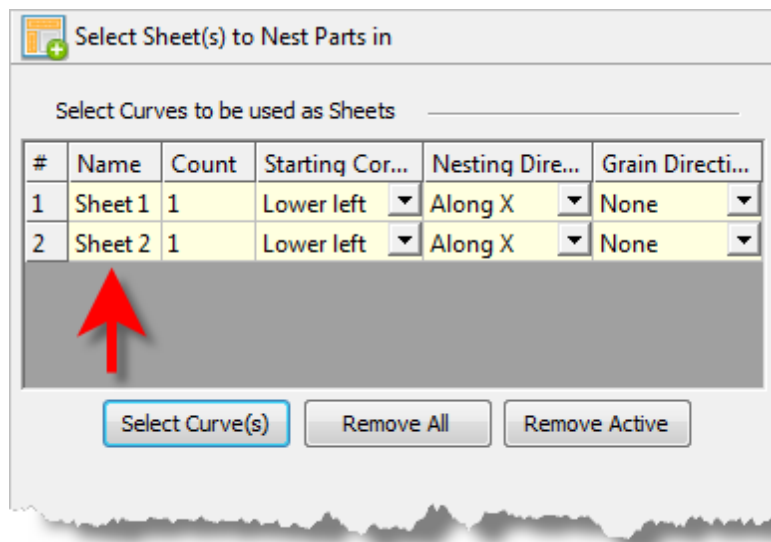 Select Sheet(s) to Nest Parts in
Select Curves to be used as Sheets
# Name Count Starting Cor... Nesting Dire... Grain Directi...
1 Sheet 1 1 Lower left Along X None
2 Sheet 2 1 Lower left Along X None
Select Curve(s) Remove All Remove Active